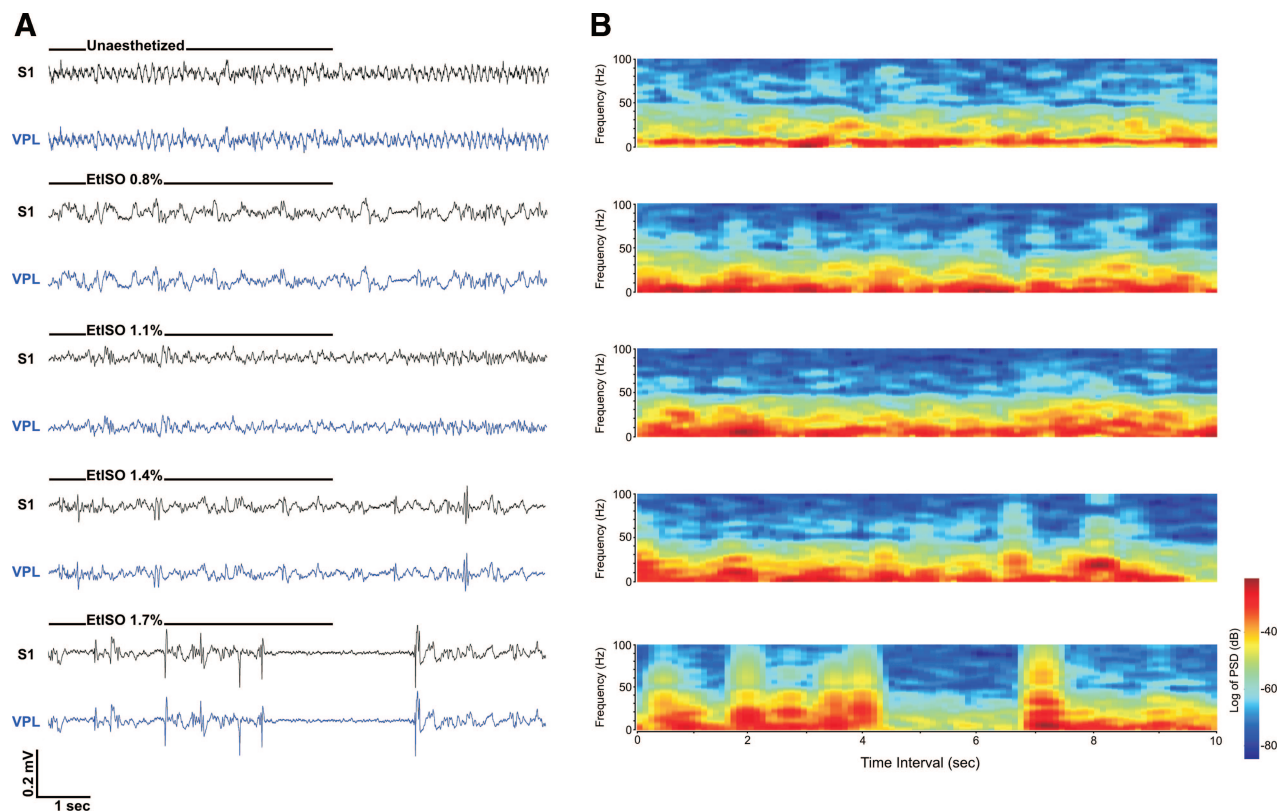 A
B
Unaesthetized
S1
VPL
EtISO 0.8%
S1
VPL
EtISO 1.1%
S1
VPL
EtISO 1.4%
S1
VPL
EtISO 1.7%
S1
VPL
0.2 mV
1 sec
100
50
0
Frequency (Hz)
100
50
0
Frequency (Hz)
100
50
0
Frequency (Hz)
100
50
0
Frequency (Hz)
100
50
0
Frequency (Hz)
0 2 4 6 8 10
Time Interval (sec)
Log of PSD (dB)
-40
-60
-80